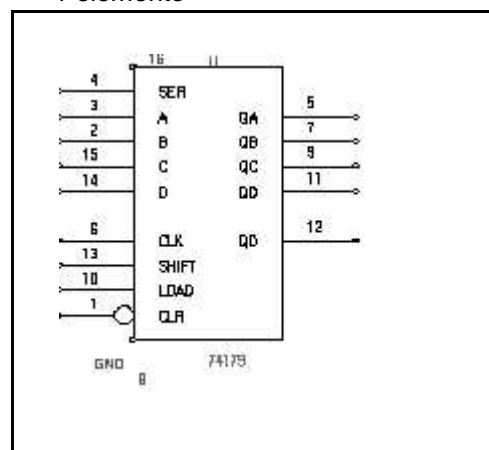 16 U
4 SER
3 A QA 5
2 B QB 7
15 C QC 9
14 D QD 11
6 CLK QD 12
13 SHIFT
10 LOAD
1 CLR
GND 8 74179